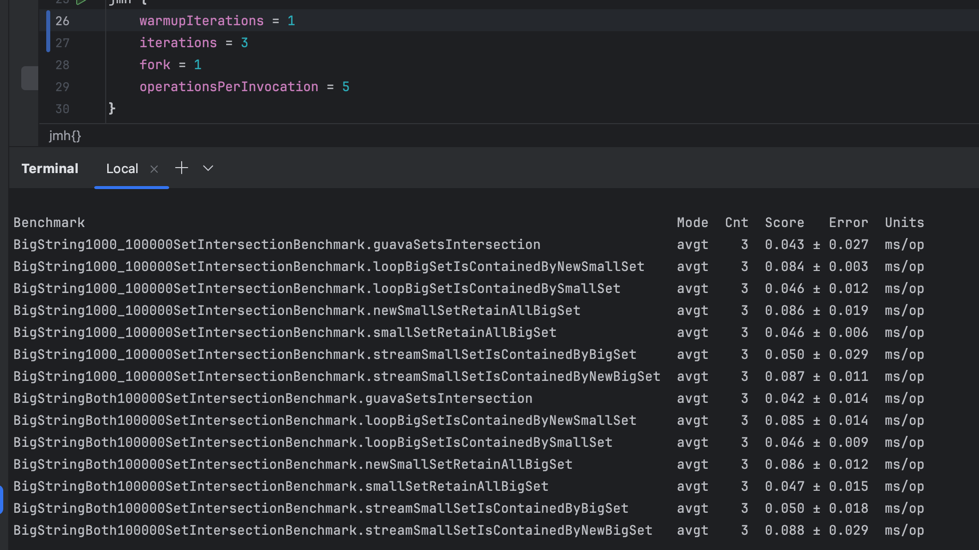 25 jmh {
26 warmupIterations = 1
27 iterations = 3
28 fork = 1
29 operationsPerInvocation = 5
30 }
jmh{}
Terminal Local
Benchmark Mode Cnt Score Error Units
BigString1000_100000SetIntersectionBenchmark.guavaSetsIntersection avgt 3 0.043 ± 0.027 ms/op
BigString1000_100000SetIntersectionBenchmark.loopBigSetIsContainedByNewSmallSet avgt 3 0.084 ± 0.003 ms/op
BigString1000_100000SetIntersectionBenchmark.loopBigSetIsContainedBySmallSet avgt 3 0.046 ± 0.012 ms/op
BigString1000_100000SetIntersectionBenchmark.newSmallSetRetainAllBigSet avgt 3 0.086 ± 0.019 ms/op
BigString1000_100000SetIntersectionBenchmark.smallSetRetainAllBigSet avgt 3 0.046 ± 0.006 ms/op
BigString1000_100000SetIntersectionBenchmark.streamSmallSetIsContainedByBigSet avgt 3 0.050 ± 0.029 ms/op
BigString1000_100000SetIntersectionBenchmark.streamSmallSetIsContainedByNewBigSet avgt 3 0.087 ± 0.011 ms/op
BigStringBoth100000SetIntersectionBenchmark.guavaSetsIntersection avgt 3 0.042 ± 0.014 ms/op
BigStringBoth100000SetIntersectionBenchmark.loopBigSetIsContainedByNewSmallSet avgt 3 0.085 ± 0.014 ms/op
BigStringBoth100000SetIntersectionBenchmark.loopBigSetIsContainedBySmallSet avgt 3 0.046 ± 0.009 ms/op
BigStringBoth100000SetIntersectionBenchmark.newSmallSetRetainAllBigSet avgt 3 0.086 ± 0.012 ms/op
BigStringBoth100000SetIntersectionBenchmark.smallSetRetainAllBigSet avgt 3 0.047 ± 0.015 ms/op
BigStringBoth100000SetIntersectionBenchmark.streamSmallSetIsContainedByBigSet avgt 3 0.050 ± 0.018 ms/op
BigStringBoth100000SetIntersectionBenchmark.streamSmallSetIsContainedByNewBigSet avgt 3 0.088 ± 0.029 ms/op